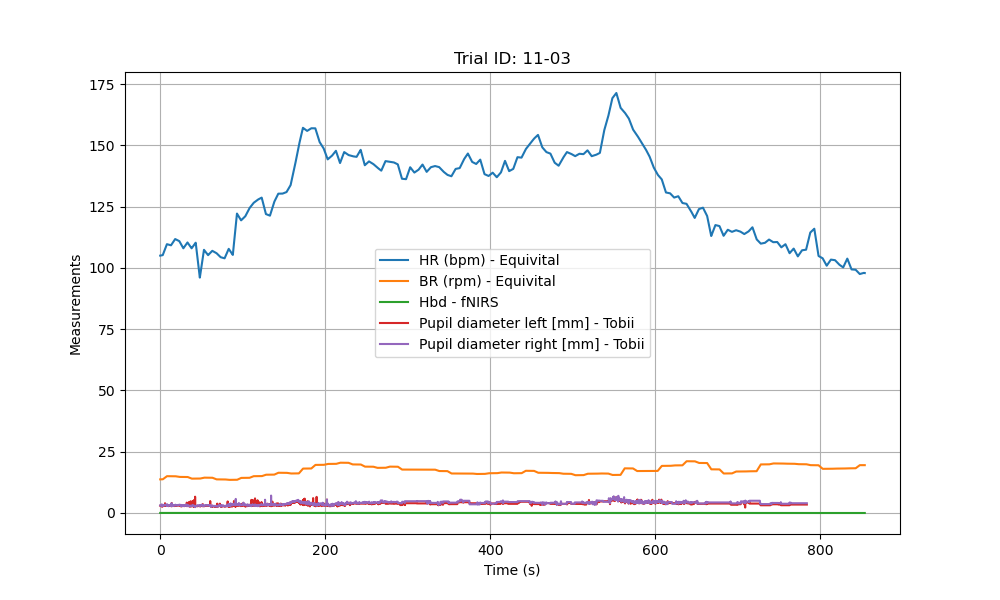 Trial ID: 11-03
175
150
125
100
75
50
25
0
Measurements
HR (bpm) - Equivital
BR (rpm) - Equivital
Hbd - fNIRS
Pupil diameter left [mm] - Tobii
Pupil diameter right [mm] - Tobii
0 200 400 600 800
Time (s)